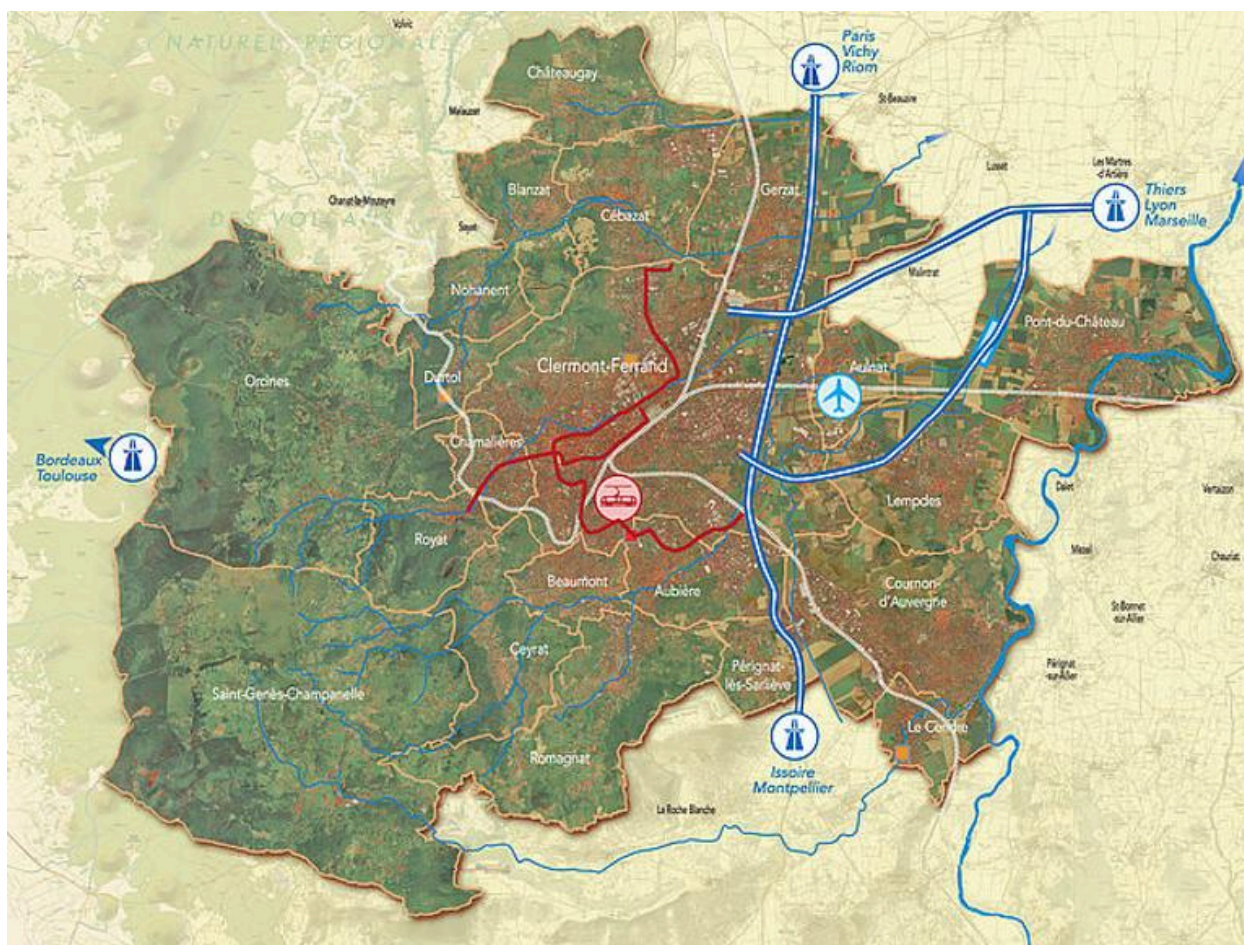 Volvic
NATUREL RÉGIONAL
Paris
Vichy
Riom
Châteaugay
St-Beauzire
Malauzat
Lussat
Les Martres
-d'Artière
Blanzat
Gerzat
Thiers
Lyon
Marseille
Chanat-la-Mouteyre
Cébazat
DES VOLCANS
Sayat
Malintrat
Nohanent
Pont-du-Château
Clermont-Ferrand
Aulnat
Orcines
Durtol
Chamalières
Bordeaux
Toulouse
Dallet
Vertaizon
Lempdes
Royat
Mezel
Chauriat
Beaumont
Aubière
Cournon-
d'Auvergne
St-Bonnet
-sur-Allier
Ceyrat
Pérignat-
lès-Sarliève
Pérignat
-sur-Allier
Saint-Genès-Champanelle
Le Cendre
Romagnat
Issoire
Montpellier
La Roche Blanche